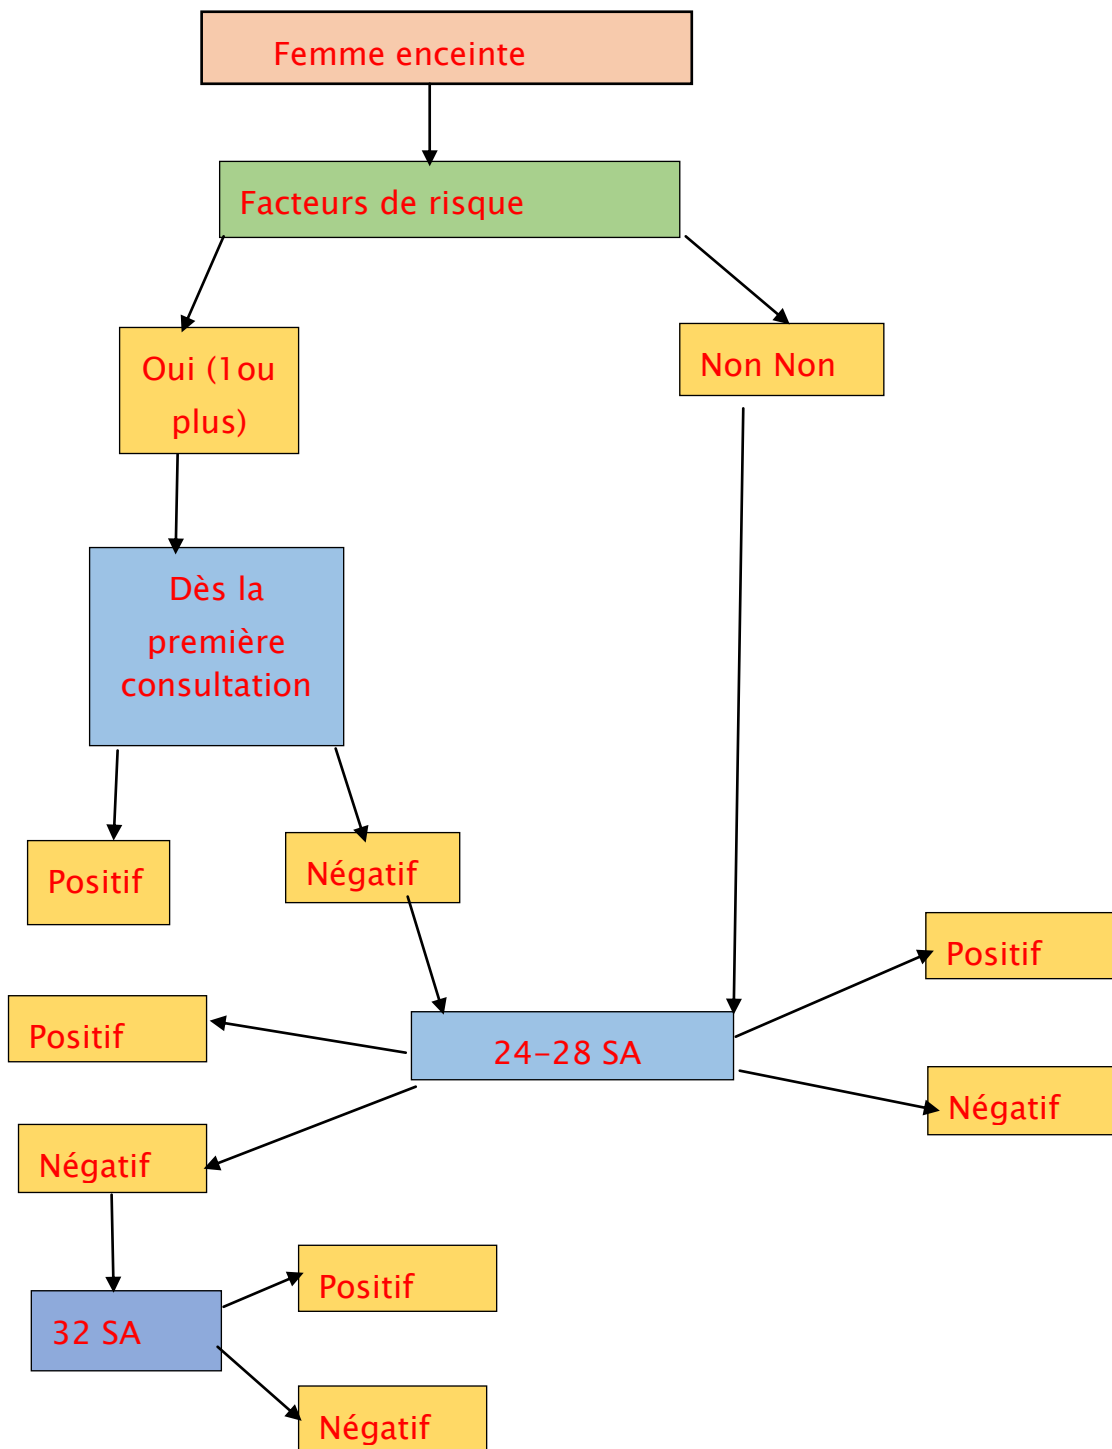 Femme enceinte
Facteurs de risque
Oui (1ou
plus)
Non Non
Dès la
première
consultation
Positif
Négatif
Positif
Positif
24-28 SA
Négatif
Négatif
Positif
32 SA
Négatif